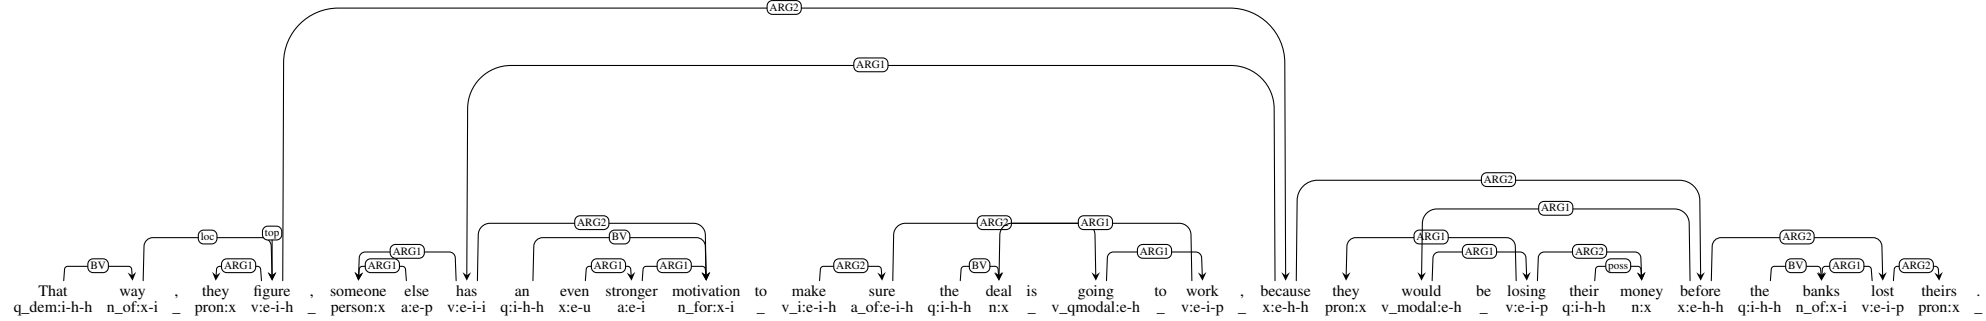 ARG2
ARG1
ARG2
ARG1
ARG2 ARG2 ARG1
loc top BV ARG1 ARG2
ARG1 ARG1 ARG1 ARG2
BV ARG1 ARG1 ARG1 ARG1 ARG2 BV poss BV ARG1 ARG2
That way , they figure , someone else has an even stronger motivation to make sure the deal is going to work , because they would be losing their money before the banks lost theirs .
q_dem:i-h-h n_of:x-i _ pron:x v:e-i-h _ person:x a:e-p v:e-i-i q:i-h-h x:e-u a:e-i n_for:x-i _ v_i:e-i-h a_of:e-i-h q:i-h-h n:x _ v_qmodal:e-h _ v:e-i-p _ x:e-h-h pron:x v_modal:e-h _ v:e-i-p q:i-h-h n:x x:e-h-h q:i-h-h n_of:x-i v:e-i-p pron:x _